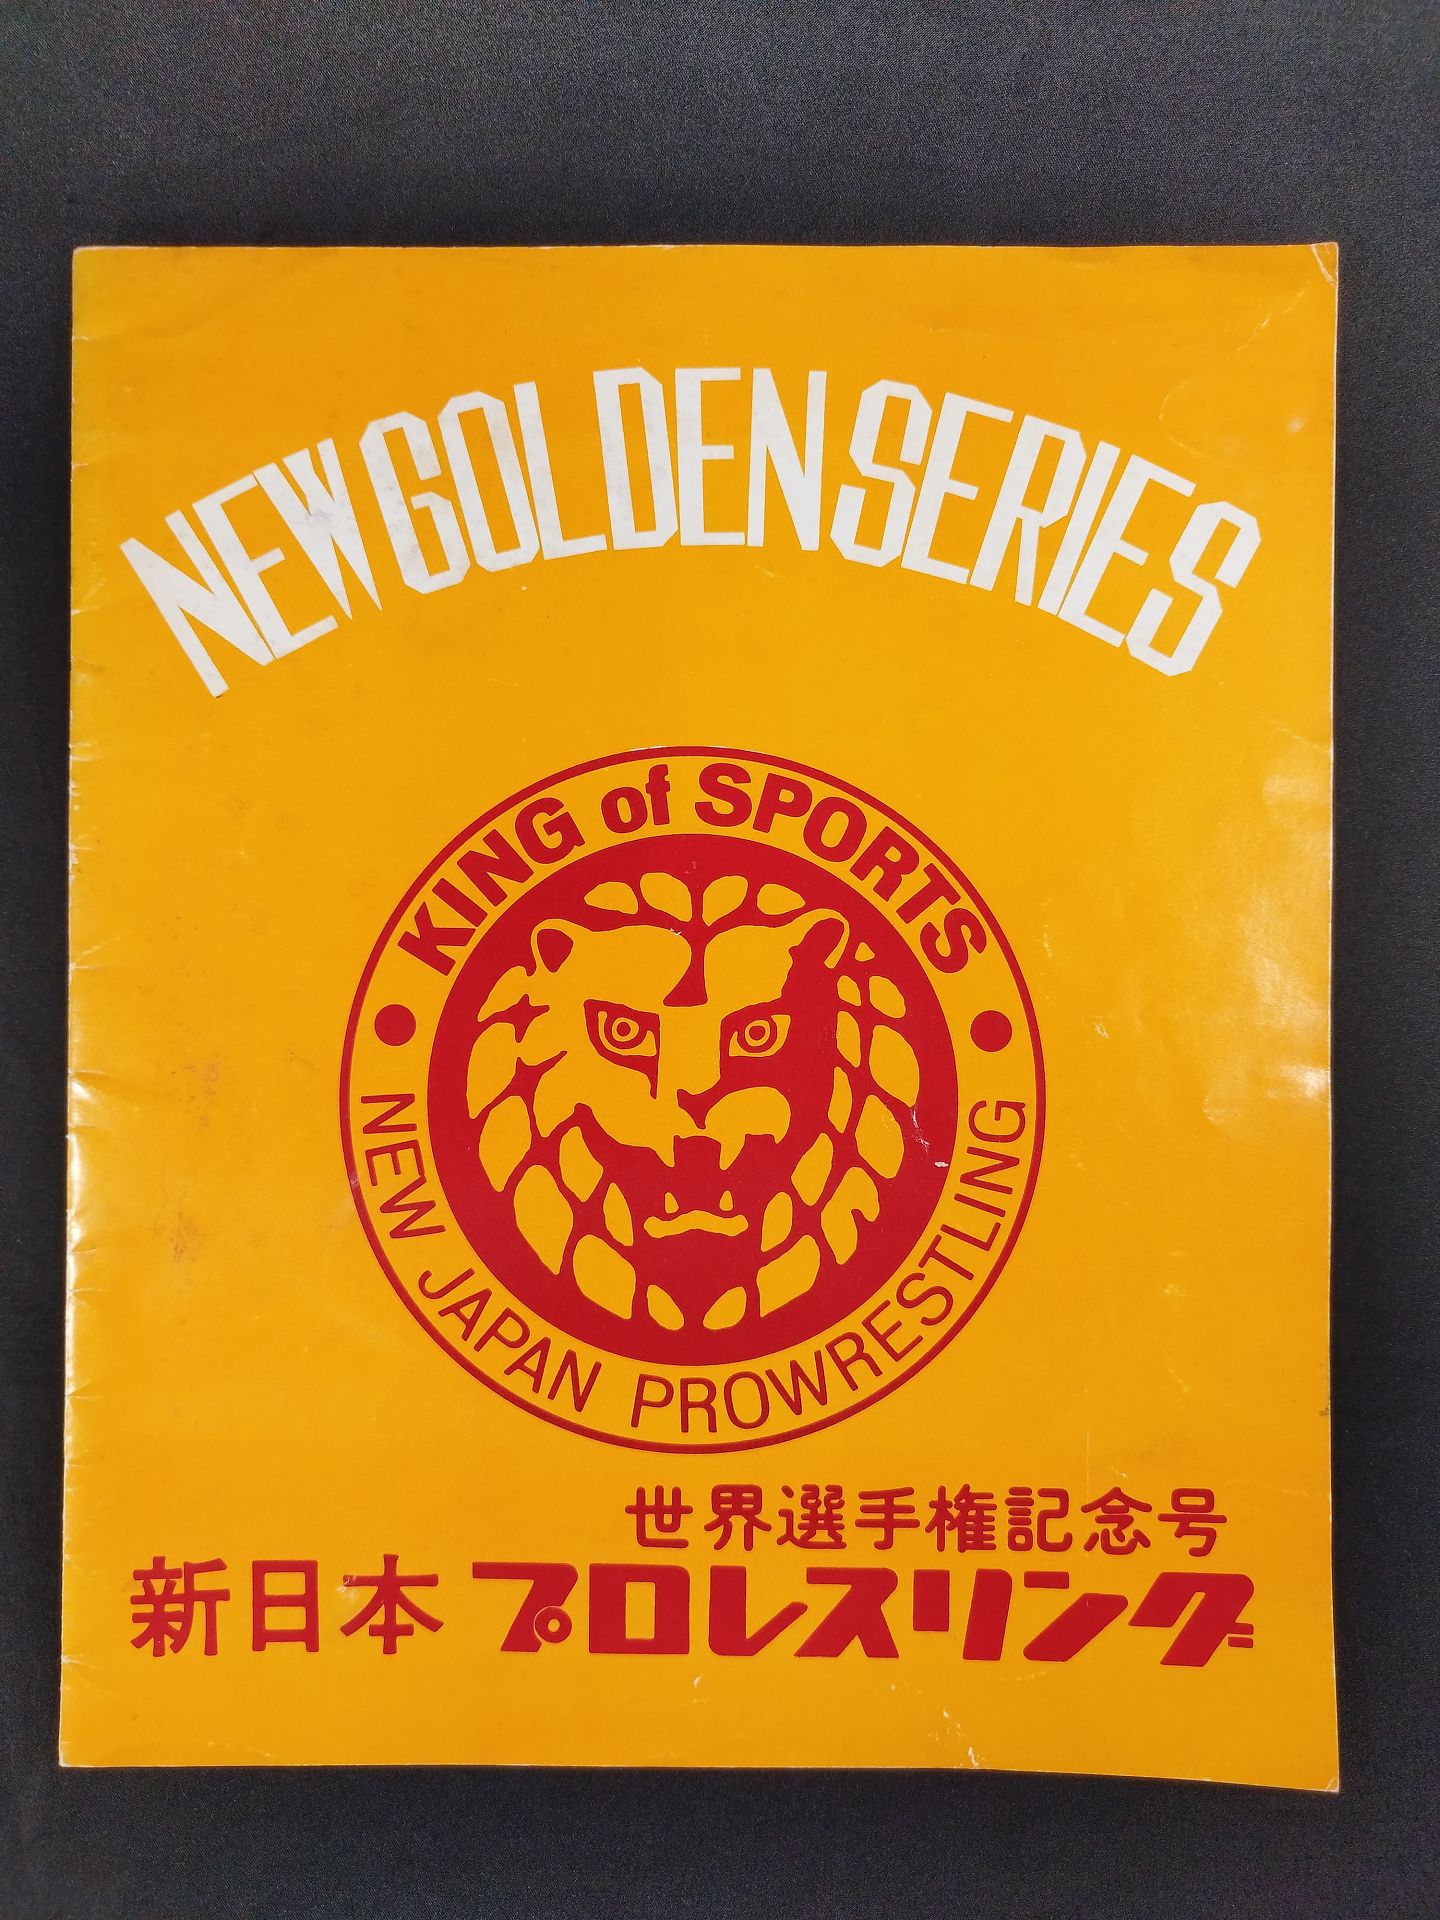 NEW GOLDEN SERIES
KING of SPORTS
NEW JAPAN PROWRESTLING
世界選手権記念号
新日本プロレスリング